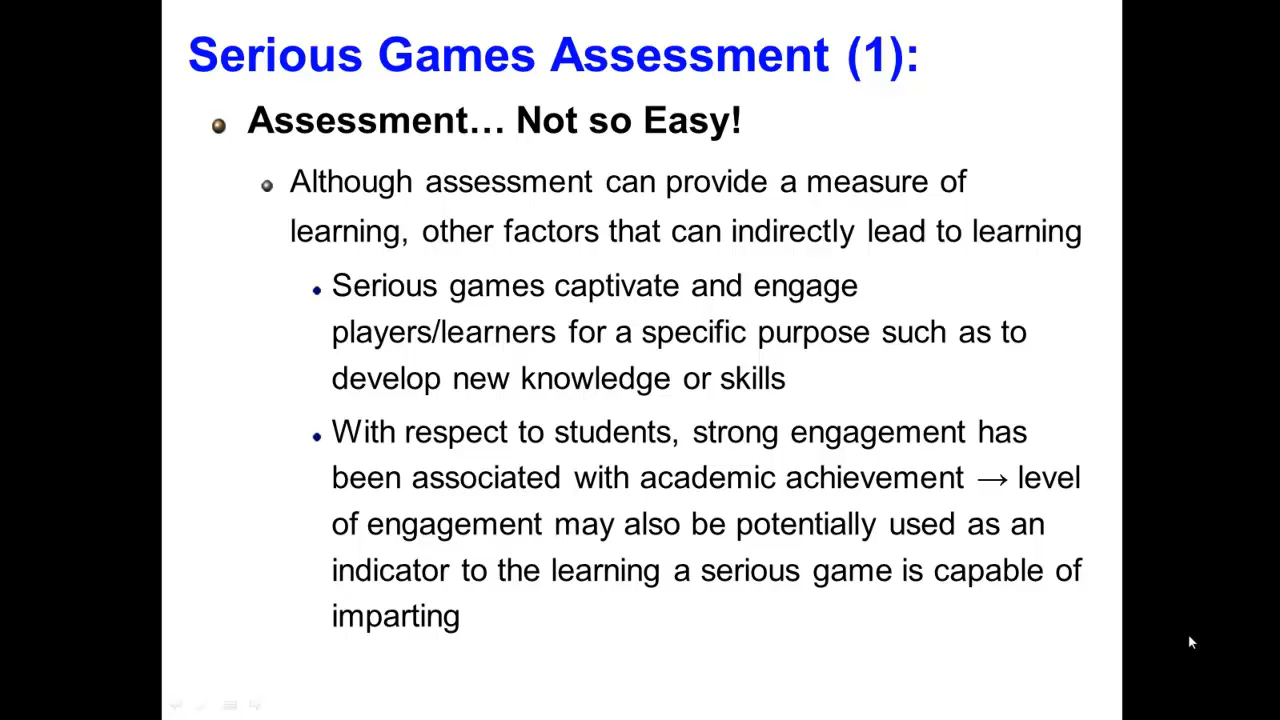 Serious Games Assessment (1):
Assessment… Not so Easy!
Although assessment can provide a measure of
learning, other factors that can indirectly lead to learning
Serious games captivate and engage
players/learners for a specific purpose such as to
develop new knowledge or skills
With respect to students, strong engagement has
been associated with academic achievement → level
of engagement may also be potentially used as an
indicator to the learning a serious game is capable of
imparting